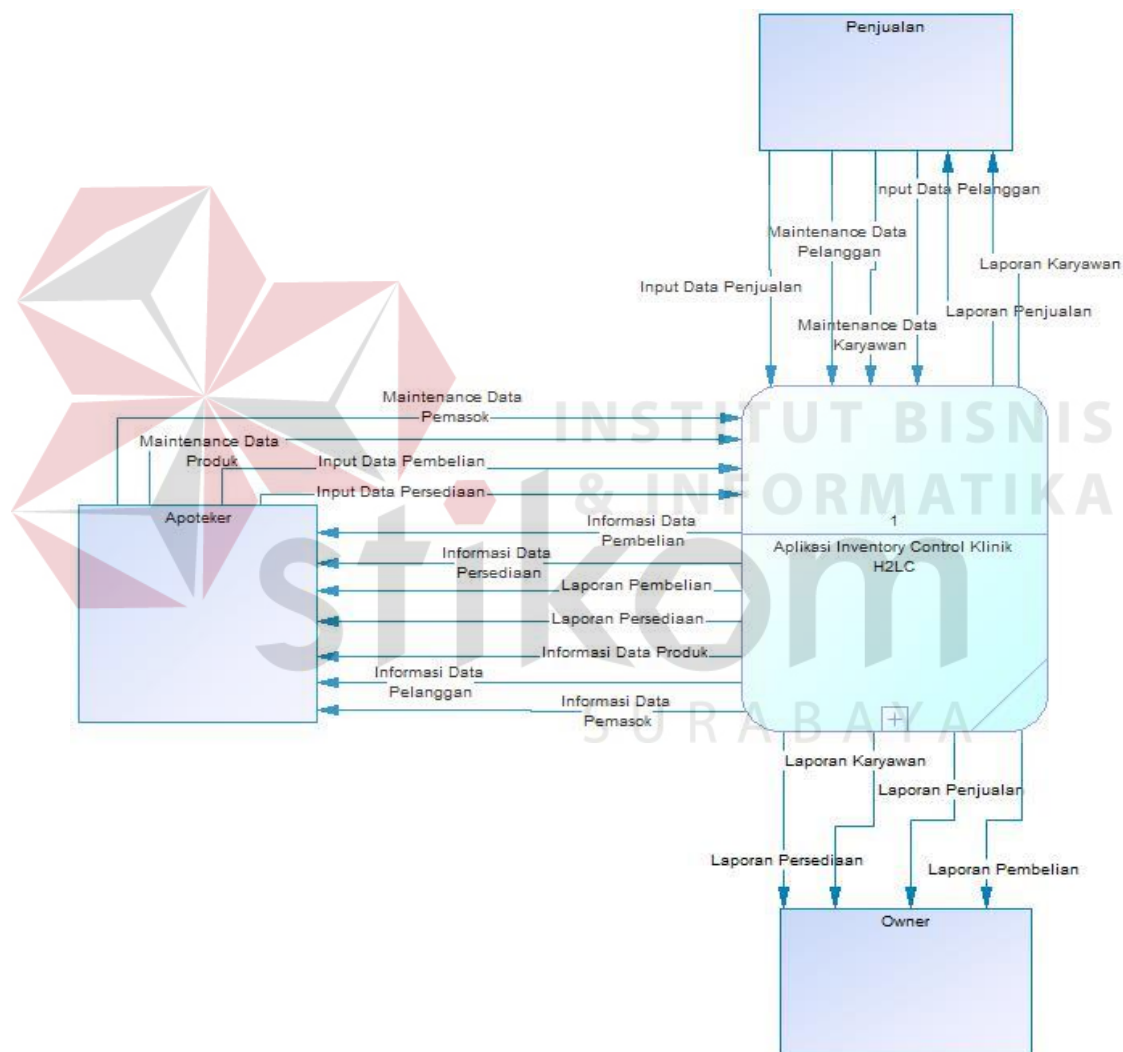 Penjualan
nput Data Pelanggan
Maintenance Data
Pelanggan
Laporan Karyawan
Input Data Penjualan
Laporan Penjualan
Maintenance Data
Karyawan
Maintenance Data
Pemasok
INSTITUT BISNIS
Maintenance Data
Produk
Input Data Pembelian
Input Data Persediaan
& INFORMATIKA
Apoteker
Informasi Data
Pembelian
1
Aplikasi Inventory Control Klinik
H2LC
Informasi Data
Persediaan
stikom
Laporan Pembelian
Laporan Persediaan
Informasi Data Produk
Informasi Data
Pelanggan
Informasi Data
Pemasok
SURABAYA
Laporan Karyawan
Laporan Penjualan
Laporan Persediaan
Laporan Pembelian
Owner